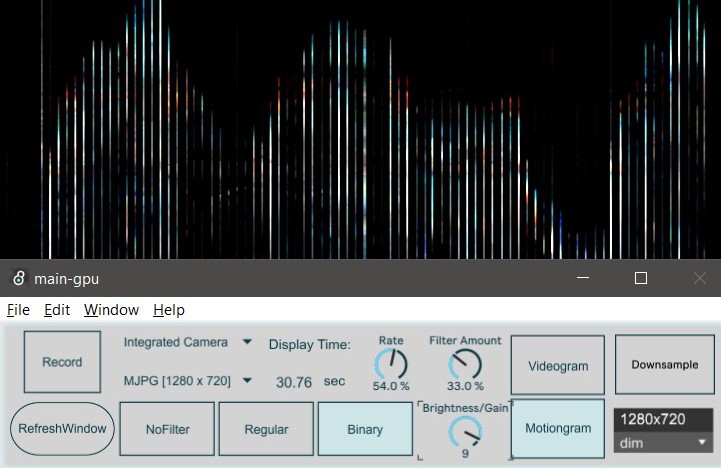 main-gpu
File Edit Window Help
Record
Integrated Camera
MJPG [1280 x 720]
Display Time:
30.76 sec
Rate
54.0 %
Filter Amount
33.0 %
Videogram
Downsample
RefreshWindow
NoFilter
Regular
Binary
Brightness/Gain
9
Motiongram
1280x720
dim